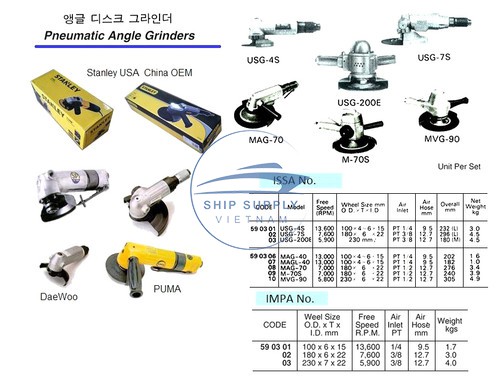 앵글 디스크 그라인더
Pneumatic Angle Grinders
Stanley USA China OEM
STANLEY
STANLEY
USG-4S
USG-7S
USG-200E
MAG-70
M-70S
MVG-90
Unit Per Set
SHIP SUPPLY
VIETNAM
DaeWoo
PUMA
ISSA No.
CODE Model Free Speed (RPM) Wheel Size mm O.D.-T-I.D Air Inlet Air Hose mm Overall mm Net Weight kg
59 03 01 USG-4S 13,600 100-4-6-15 PT 1/4 9.5 232 (L) 3.0
02 USG-7S 7,600 180-6-22 PT 3/8 12.7 296 (L) 4.5
03 USG-200E 5,900 230 mm PT 3/8 12.7 180 (M) 4.5
59 03 06 MAG-40 13,000 100-4-6-15 PT 1/4 9.5 202 1.6
07 MAGL-40 13,000 100-4-6-15 PT 1/4 9.5 182 1.0
08 MAG-70 7,000 180-6-22 PT 1/2 12.7 276 3.4
09 M-70S 7,000 180-6-22 PT 1/2 12.7 240 3.9
10 MVG-90 5,800 230-6-22 PT 1/2 12.7 305 4.9
IMPA No.
CODE Weel Size O.D. x T x I.D. mm Free Speed R.P.M. Air Inlet PT Air Hose mm Weight kgs
59 03 01 100 x 6 x 15 13,600 1/4 9.5 1.7
02 180 x 6 x 22 7,600 3/8 12.7 3.0
03 230 x 7 x 22 5,900 3/8 12.7 4.0